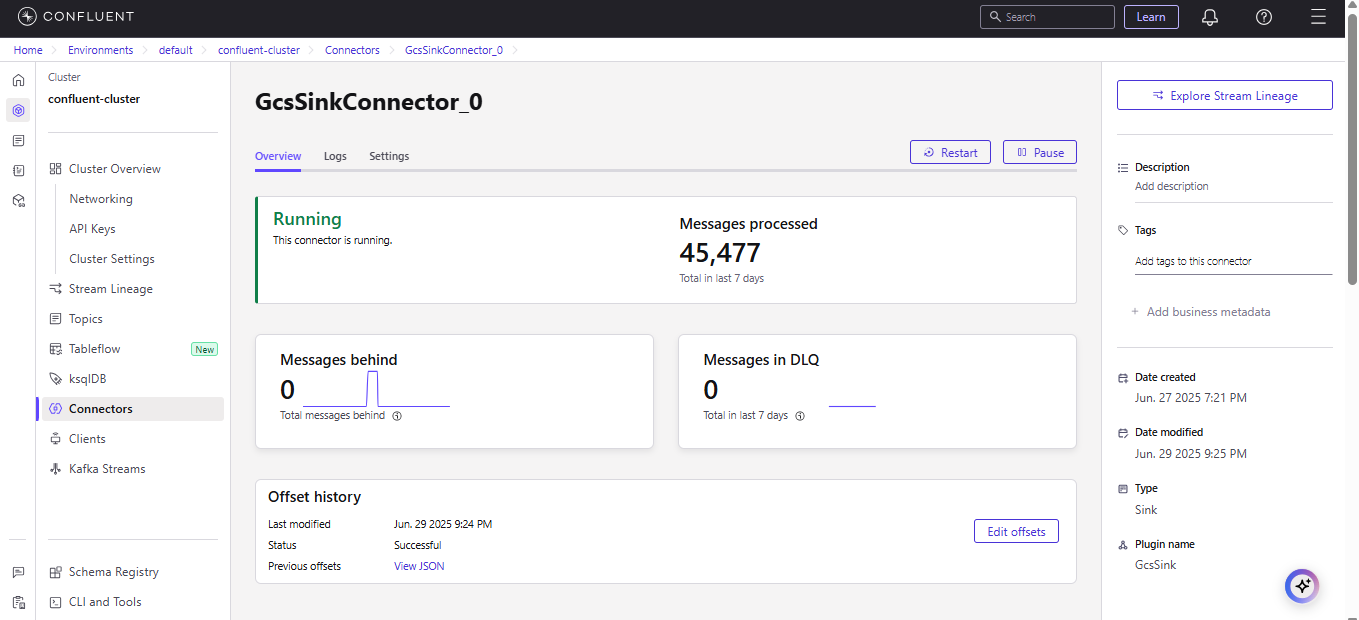 CONFLUENT
Search
Learn
Home
Environments
default
confluent-cluster
Connectors
GcsSinkConnector_0
Cluster
confluent-cluster
Cluster Overview
Networking
API Keys
Cluster Settings
Stream Lineage
Topics
Tableflow New
ksqlDB
Connectors
Clients
Kafka Streams
Schema Registry
CLI and Tools
GcsSinkConnector_0
Overview Logs Settings
Restart
Pause
Running
This connector is running.
Messages processed
45,477
Total in last 7 days
Messages behind
0
Total messages behind
Messages in DLQ
0
Total in last 7 days
Offset history
Last modified Jun. 29 2025 9:24 PM
Status Successful
Previous offsets View JSON
Edit offsets
Explore Stream Lineage
Description
Add description
Tags
Add tags to this connector
+ Add business metadata
Date created
Jun. 27 2025 7:21 PM
Date modified
Jun. 29 2025 9:25 PM
Type
Sink
Plugin name
GcsSink